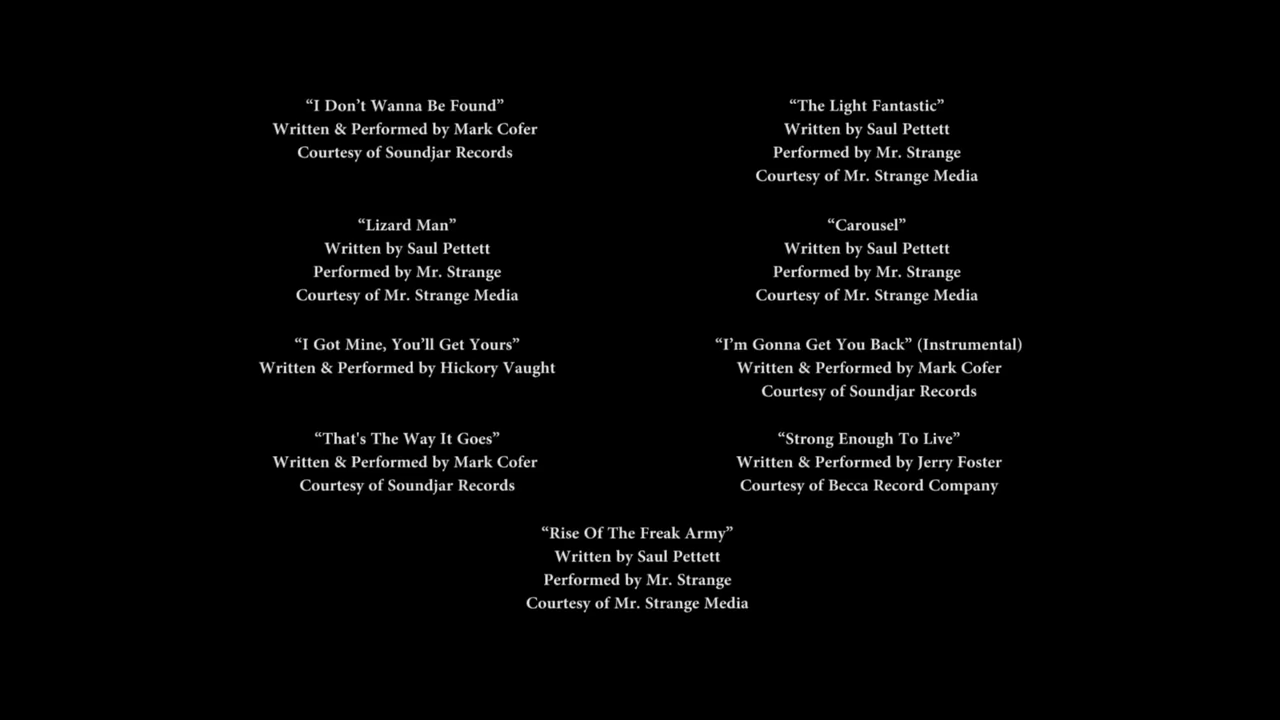 “I Don’t Wanna Be Found”
Written & Performed by Mark Cofer
Courtesy of Soundjar Records
“The Light Fantastic”
Written by Saul Pettett
Performed by Mr. Strange
Courtesy of Mr. Strange Media
“Lizard Man”
Written by Saul Pettett
Performed by Mr. Strange
Courtesy of Mr. Strange Media
“Carousel”
Written by Saul Pettett
Performed by Mr. Strange
Courtesy of Mr. Strange Media
“I Got Mine, You’ll Get Yours”
Written & Performed by Hickory Vaught
“I’m Gonna Get You Back” (Instrumental)
Written & Performed by Mark Cofer
Courtesy of Soundjar Records
“That's The Way It Goes”
Written & Performed by Mark Cofer
Courtesy of Soundjar Records
“Strong Enough To Live”
Written & Performed by Jerry Foster
Courtesy of Becca Record Company
“Rise Of The Freak Army”
Written by Saul Pettett
Performed by Mr. Strange
Courtesy of Mr. Strange Media